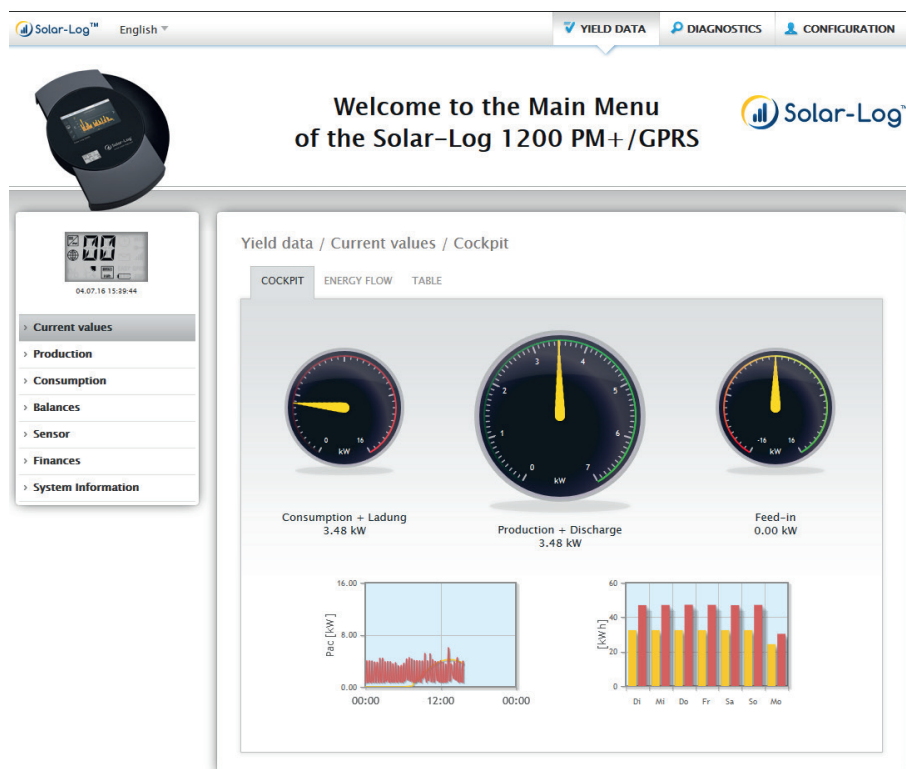 Solar-Log™
English
YIELD DATA
DIAGNOSTICS
CONFIGURATION
Welcome to the Main Menu
of the Solar-Log 1200 PM+/GPRS
Solar-Log™
00
04.07.16 15:39:44
Current values
Production
Consumption
Balances
Sensor
Finances
System Information
Yield data / Current values / Cockpit
COCKPIT
ENERGY FLOW
TABLE
0 16
kW
Consumption + Ladung
3.48 kW
0 1 2 3 4 5 6 7
kW
Production + Discharge
3.48 kW
-16 16
kW
Feed-in
0.00 kW
Pac [kW]
16.00
8.00
0.00
00:00 12:00 00:00
[kWh]
60
40
20
0
Di Mi Do Fr Sa So Mo